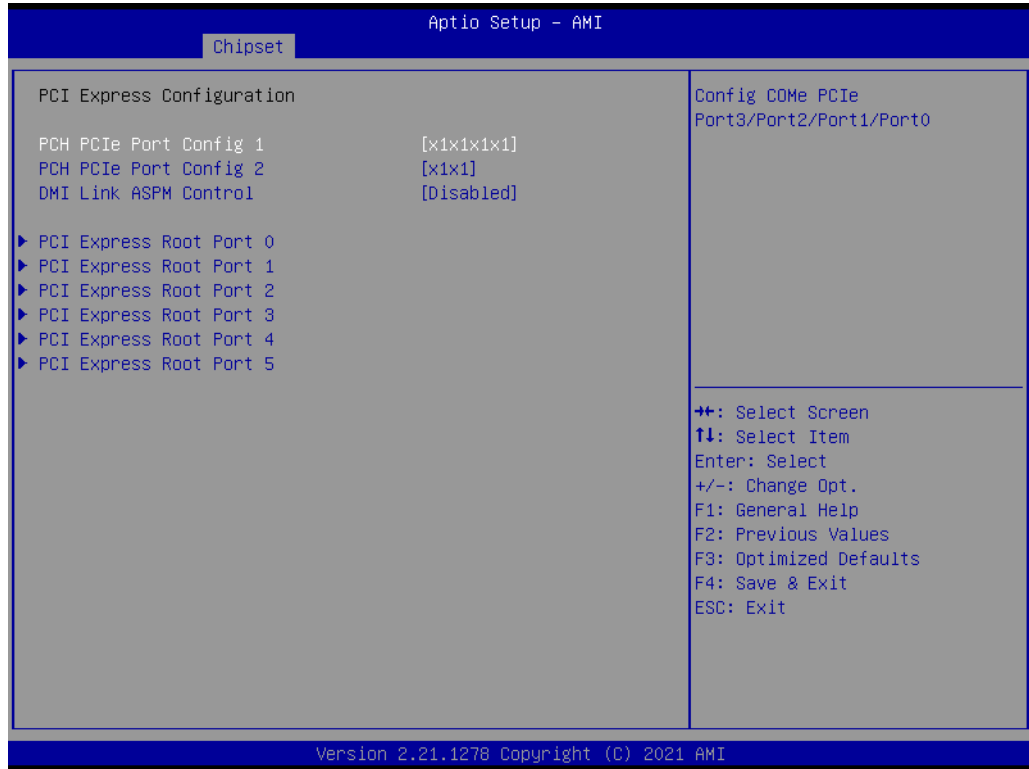 Aptio Setup – AMI
Chipset
PCI Express Configuration
PCH PCIe Port Config 1 [x1x1x1x1]
PCH PCIe Port Config 2 [x1x1]
DMI Link ASPM Control [Disabled]
▶ PCI Express Root Port 0
▶ PCI Express Root Port 1
▶ PCI Express Root Port 2
▶ PCI Express Root Port 3
▶ PCI Express Root Port 4
▶ PCI Express Root Port 5
Config COMe PCIe
Port3/Port2/Port1/Port0
→←: Select Screen
↑↓: Select Item
Enter: Select
+/-: Change Opt.
F1: General Help
F2: Previous Values
F3: Optimized Defaults
F4: Save & Exit
ESC: Exit
Version 2.21.1278 Copyright (C) 2021 AMI